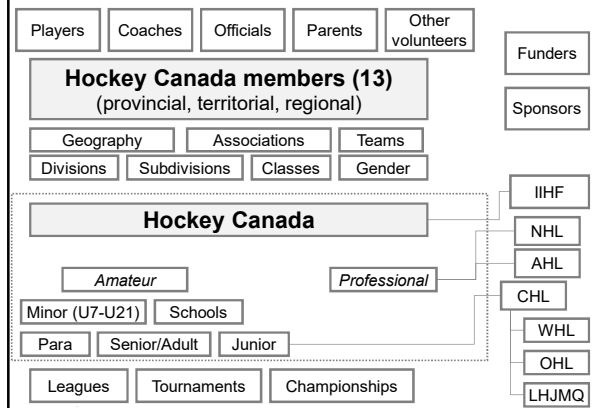 Players
Coaches
Officials
Parents
Other
volunteers
Funders
Sponsors
Hockey Canada members (13)
(provincial, territorial, regional)
Geography
Associations
Teams
Divisions
Subdivisions
Classes
Gender
Hockey Canada
IIHF
NHL
AHL
CHL
WHL
OHL
LHJMQ
Amateur
Professional
Minor (U7-U21)
Schools
Para
Senior/Adult
Junior
Leagues
Tournaments
Championships